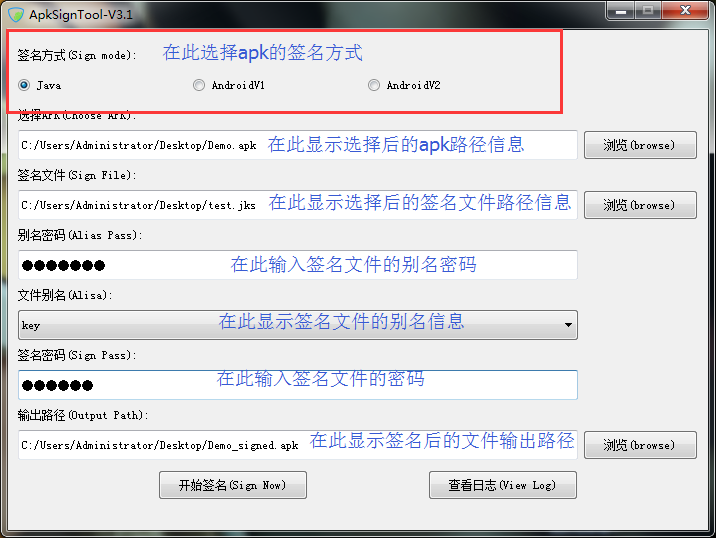 ApkSignTool-V3.1
签名方式(Sign mode): 在此选择apk的签名方式
Java AndroidV1 AndroidV2
选择APK(Choose APK):
C:/Users/Administrator/Desktop/Demo.apk 在此显示选择后的apk路径信息 浏览(browse)
签名文件(Sign File):
C:/Users/Administrator/Desktop/test.jks 在此显示选择后的签名文件路径信息 浏览(browse)
别名密码(Alias Pass):
●●●●●●● 在此输入签名文件的别名密码
文件别名(Alisa):
key 在此显示签名文件的别名信息
签名密码(Sign Pass):
●●●●●● 在此输入签名文件的密码
输出路径(Output Path):
C:/Users/Administrator/Desktop/Demo_signed.apk 在此显示签名后的文件输出路径 浏览(browse)
开始签名(Sign Now) 查看日志(View Log)